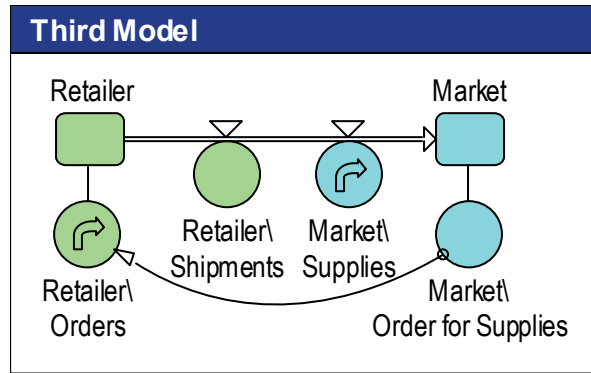 Third Model
Retailer
Market
Retailer\
Shipments
Market\
Supplies
Retailer\
Orders
Market\
Order for Supplies